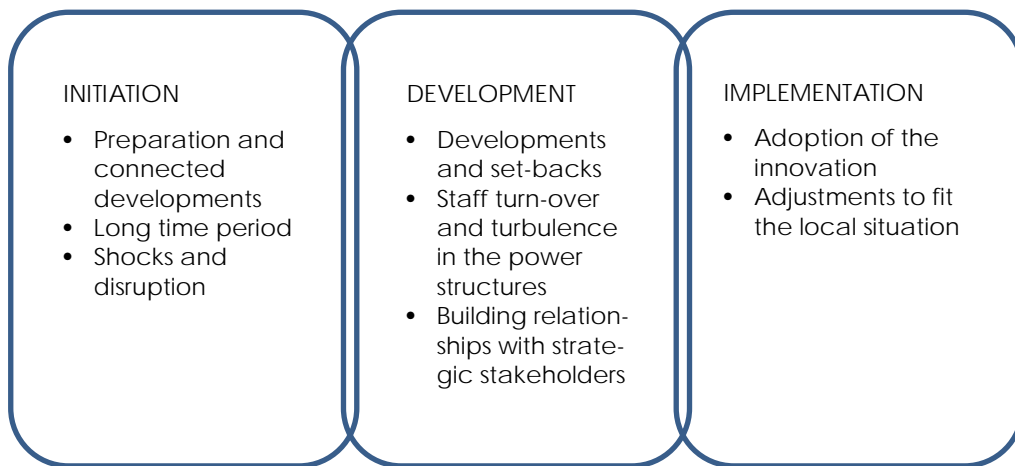 INITIATION
• Preparation and
connected
developments
• Long time period
• Shocks and
disruption
DEVELOPMENT
• Developments
and set-backs
• Staff turn-over
and turbulence
in the power
structures
• Building relation-
ships with strate-
gic stakeholders
IMPLEMENTATION
• Adoption of the
innovation
• Adjustments to fit
the local situation